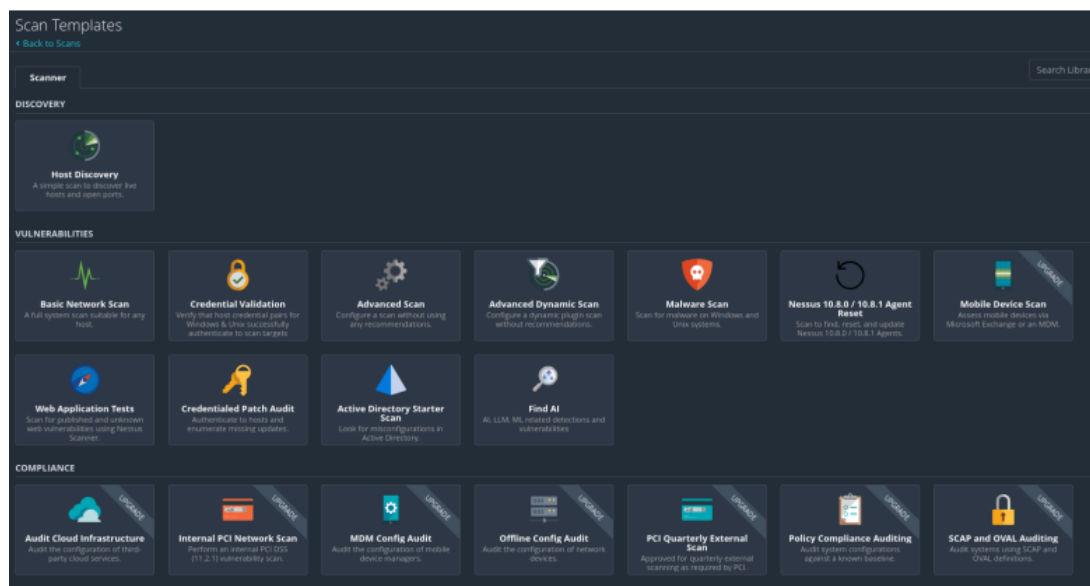 Scan Templates
Back to Scans
Scanner
Search Librar
DISCOVERY
Host Discovery
A simple scan to discover live
hosts and open ports.
VULNERABILITIES
Basic Network Scan
A full system scan suitable for any
host.
Credential Validation
Verify that host credential pairs for
Windows & Unix successfully
authenticate to scan targets
Advanced Scan
Configure a scan without using
any recommendations.
Advanced Dynamic Scan
Configure a dynamic plugin scan
without recommendations.
Malware Scan
Scan for malware on Windows and
Unix systems.
Nessus 10.8.0 / 10.8.1 Agent
Reset
Scan to find, reset, and update
Nessus 10.8.0 / 10.8.1 Agents.
UPGRADE
Mobile Device Scan
Assess mobile devices via
Microsoft Exchange or an MDM.
Web Application Tests
Scan for published and unknown
web vulnerabilities using Nessus
Scanner.
Credentialed Patch Audit
Authenticate to hosts and
enumerate missing updates.
Active Directory Starter
Scan
Look for misconfigurations in
Active Directory.
Find AI
AI, LLM, ML related detections and
vulnerabilities
COMPLIANCE
UPGRADE
Audit Cloud Infrastructure
Audit the configuration of third-
party cloud services.
UPGRADE
Internal PCI Network Scan
Perform an internal PCI DSS
(11.2.1) vulnerability scan.
UPGRADE
MDM Config Audit
Audit the configuration of mobile
device managers.
UPGRADE
Offline Config Audit
Audit the configuration of network
devices.
UPGRADE
PCI Quarterly External
Scan
Approved for quarterly external
scanning as required by PCI.
UPGRADE
Policy Compliance Auditing
Audit system configurations
against a known baseline.
UPGRADE
SCAP and OVAL Auditing
Audit systems using SCAP and
OVAL definitions.